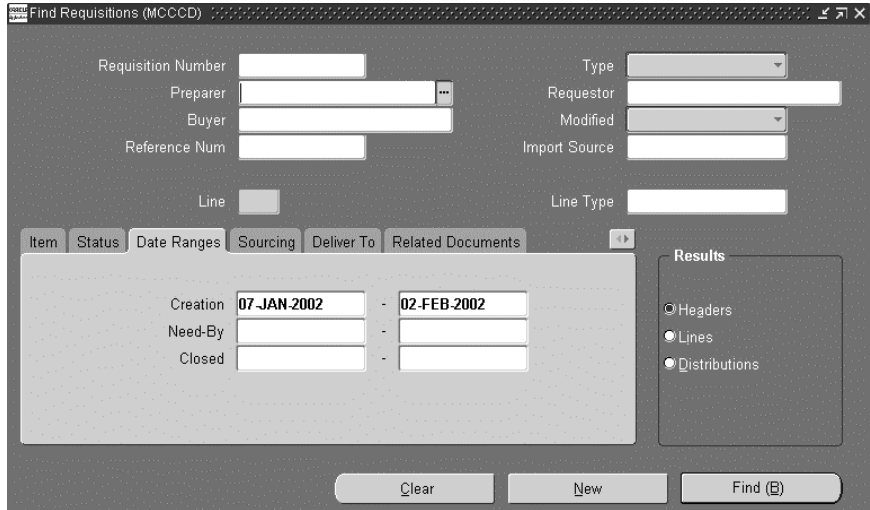 Find Requisitions (MCCCD)
Requisition Number
Type
Preparer
Requestor
Buyer
Modified
Reference Num
Import Source
Line
Line Type
Item Status Date Ranges Sourcing Deliver To Related Documents
Results
Creation 07-JAN-2002 - 02-FEB-2002
Headers
Need-By -
Lines
Closed -
Distributions
Clear New Find (B)